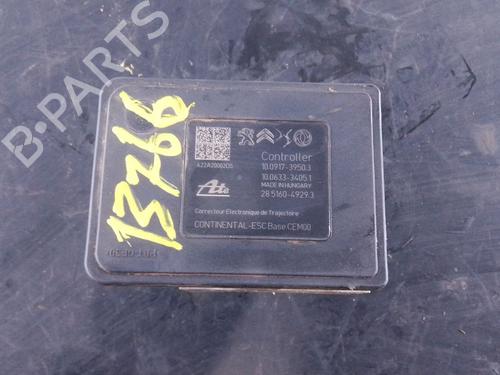 B-PARTS
13766
Controller
10.0917-3950.3
10.0633-3405.1
MADE IN HUNGARY
28.5160-4929.3
A22A20002D5
Ate
Correcteur Electronique de Trajectoire
CONTINENTAL-ESC Base CEM00